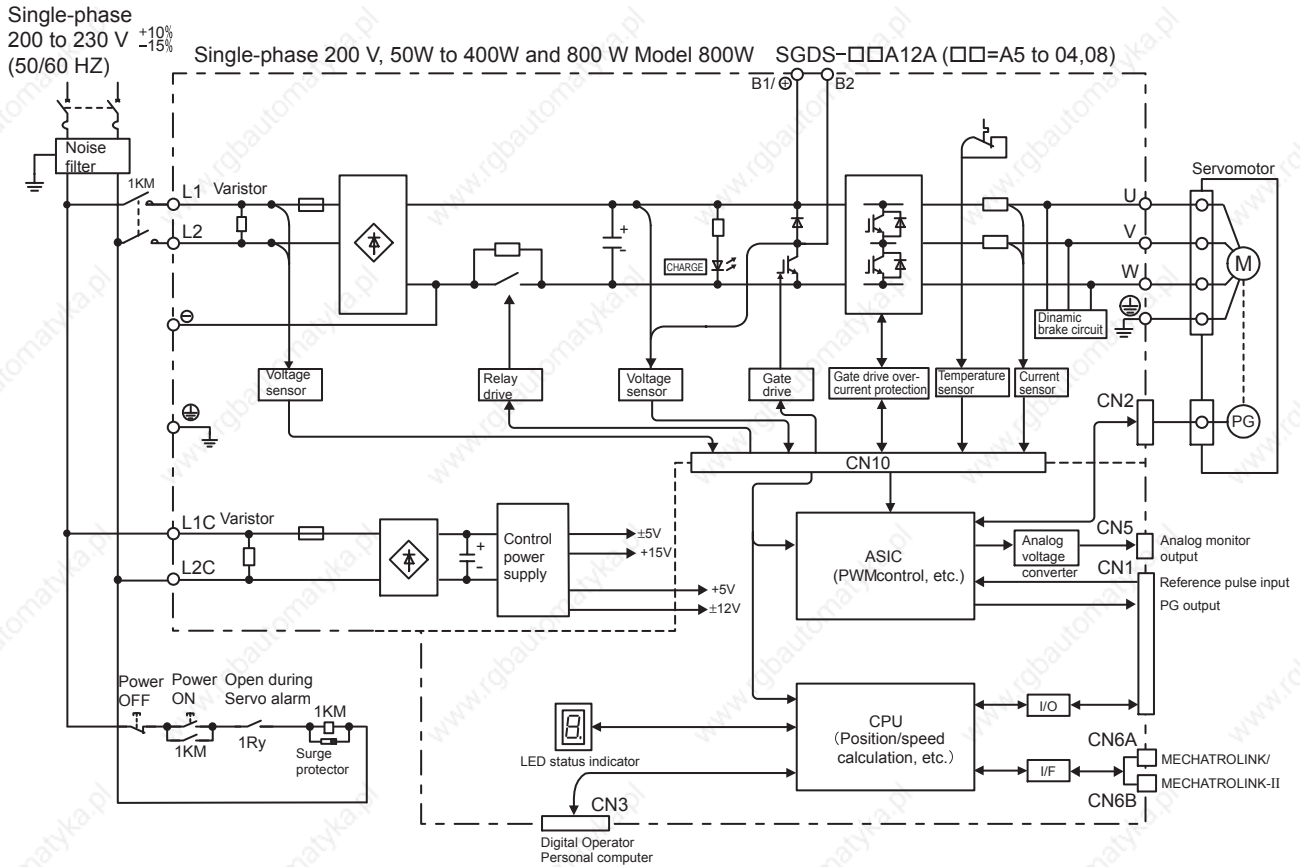 Single-phase
200 to 230 V +10% -15%
(50/60 HZ)
Single-phase 200 V, 50W to 400W and 800 W Model 800W SGDS-□□A12A (□□=A5 to 04,08)
B1/ ⊕
B2
Noise
filter
1KM
L1
Varistor
L2
+
-
CHARGE
U
V
W
Servomotor
M
⊖
Dinamic
brake circuit
Voltage
sensor
Relay
drive
Voltage
sensor
Gate
drive
Gate drive over-
current protection
Temperature
sensor
Current
sensor
CN2
PG
CN10
L1C
Varistor
L2C
+
-
Control
power
supply
±5V
+15V
+5V
±12V
ASIC
(PWMcontrol, etc.)
Analog
voltage
converter
CN5
Analog monitor
output
CN1
Reference pulse input
PG output
Power
OFF
Power
ON
Open during
Servo alarm
1KM
1KM
1Ry
Surge
protector
8.
LED status indicator
CPU
(Position/speed
calculation, etc.)
I/O
I/F
CN6A
MECHATROLINK/
MECHATROLINK-II
CN6B
CN3
Digital Operator
Personal computer
www.rgbautomatyka.pl